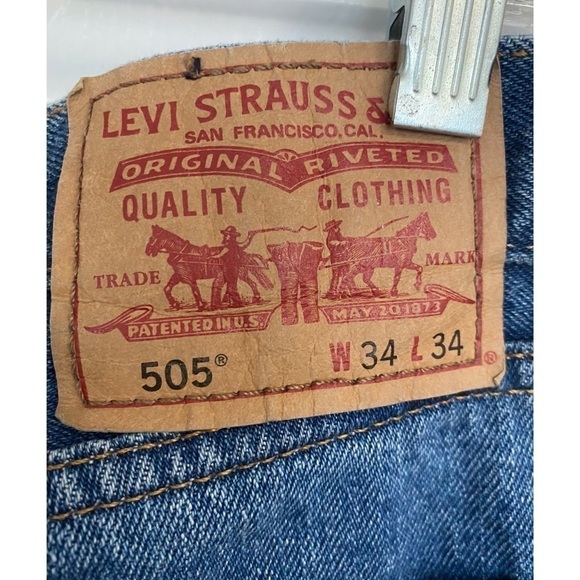 LEVI STRAUSS &
SAN FRANCISCO, CAL.
ORIGINAL RIVETED
QUALITY CLOTHING
TRADE MARK
PATENTED IN U.S. MAY 20 1873
505® W 34 L 34 ®